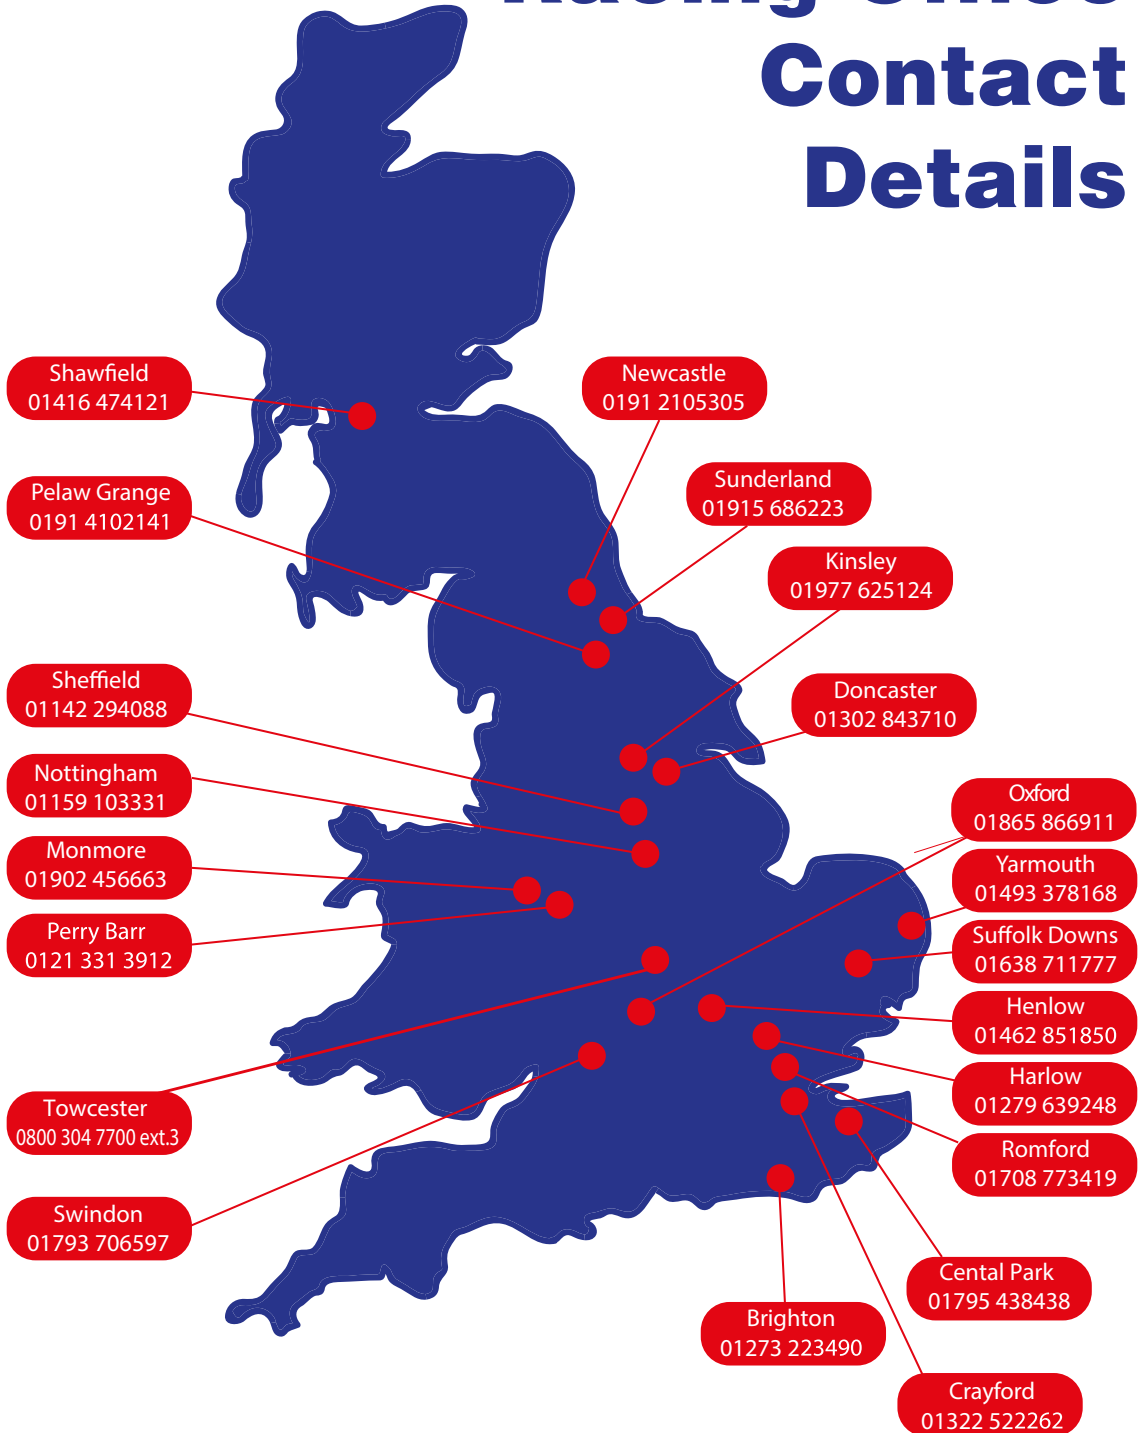 Racing Office
Contact
Details
Shawfield
01416 474121
Newcastle
0191 2105305
Pelaw Grange
0191 4102141
Sunderland
01915 686223
Kinsley
01977 625124
Sheffield
01142 294088
Doncaster
01302 843710
Nottingham
01159 103331
Oxford
01865 866911
Monmore
01902 456663
Yarmouth
01493 378168
Perry Barr
0121 331 3912
Suffolk Downs
01638 711777
Henlow
01462 851850
Harlow
01279 639248
Towcester
0800 304 7700 ext.3
Romford
01708 773419
Swindon
01793 706597
Cental Park
01795 438438
Brighton
01273 223490
Crayford
01322 522262